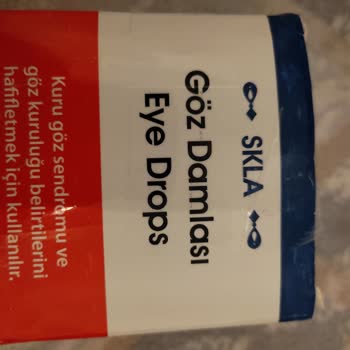 SKLA
Göz Damlası
Eye Drops
Kuru göz sendromu ve
göz kuruluğu belirtilerini
hafifletmek için kullanılır.